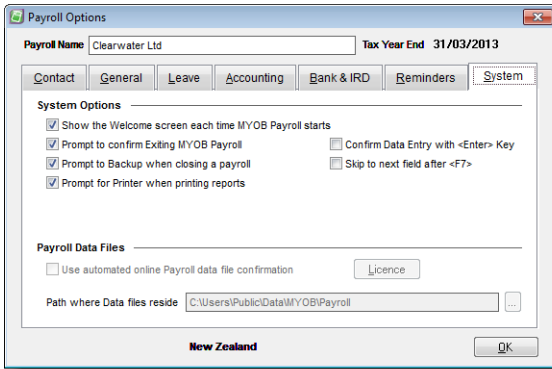 Payroll Options
Payroll Name Clearwater Ltd Tax Year End 31/03/2013
Contact General Leave Accounting Bank & IRD Reminders System
System Options
Show the Welcome screen each time MYOB Payroll starts
Prompt to confirm Exiting MYOB Payroll Confirm Data Entry with <Enter> Key
Prompt to Backup when closing a payroll Skip to next field after <F7>
Prompt for Printer when printing reports
Payroll Data Files
Use automated online Payroll data file confirmation Licence
Path where Data files reside C:\Users\Public\Data\MYOB\Payroll ...
New Zealand OK